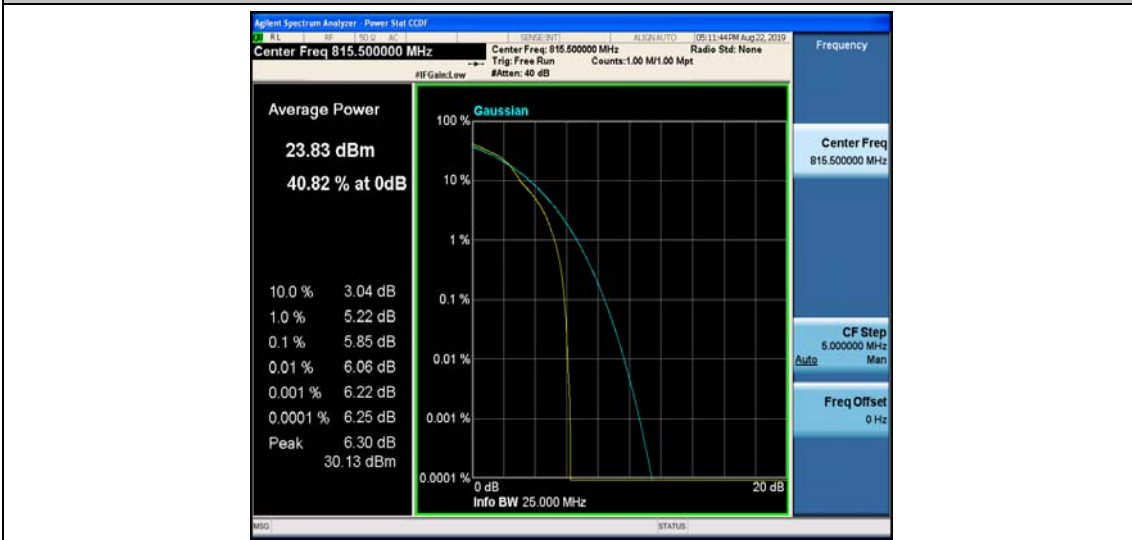 Agilent Spectrum Analyzer - Power Stat CCDF
RL RF 50 Ω AC SENSE:INT ALIGNAUTO 05:11:44 PM Aug 22, 2019
Center Freq 815.500000 MHz
Center Freq: 815.500000 MHz Radio Std: None
Trig: Free Run Counts:1.00 M/1.00 Mpt
#IFGain:Low #Atten: 40 dB
Frequency
Average Power
23.83 dBm
40.82 % at 0dB
10.0 % 3.04 dB
1.0 % 5.22 dB
0.1 % 5.85 dB
0.01 % 6.06 dB
0.001 % 6.22 dB
0.0001 % 6.25 dB
Peak 6.30 dB
30.13 dBm
Gaussian
100 %
10 %
1 %
0.1 %
0.01 %
0.001 %
0.0001 %
0 dB 20 dB
Info BW 25.000 MHz
Center Freq
815.500000 MHz
CF Step
5.000000 MHz
Auto Man
Freq Offset
0 Hz
MSG STATUS